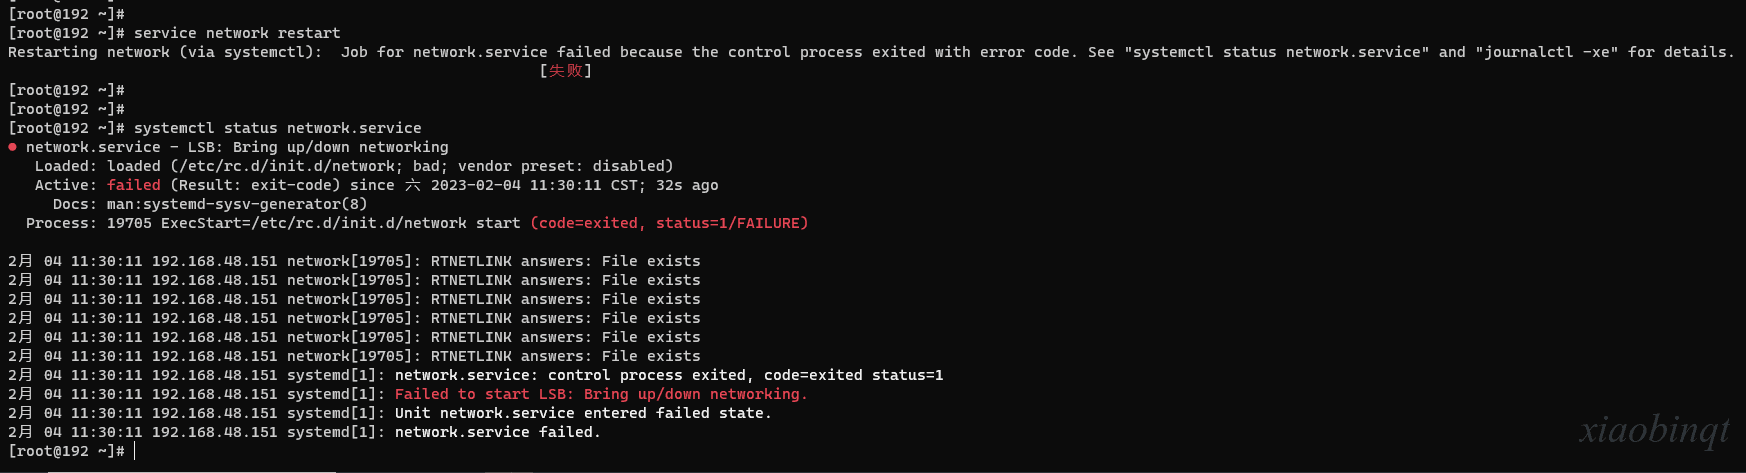 [root@192 ~]#
[root@192 ~]# service network restart
Restarting network (via systemctl):  Job for network.service failed because the control process exited with error code. See "systemctl status network.service" and "journalctl -xe" for details.
[失败]
[root@192 ~]#
[root@192 ~]#
[root@192 ~]# systemctl status network.service
● network.service - LSB: Bring up/down networking
Loaded: loaded (/etc/rc.d/init.d/network; bad; vendor preset: disabled)
Active: failed (Result: exit-code) since 六 2023-02-04 11:30:11 CST; 32s ago
Docs: man:systemd-sysv-generator(8)
Process: 19705 ExecStart=/etc/rc.d/init.d/network start (code=exited, status=1/FAILURE)
2月 04 11:30:11 192.168.48.151 network[19705]: RTNETLINK answers: File exists
2月 04 11:30:11 192.168.48.151 network[19705]: RTNETLINK answers: File exists
2月 04 11:30:11 192.168.48.151 network[19705]: RTNETLINK answers: File exists
2月 04 11:30:11 192.168.48.151 network[19705]: RTNETLINK answers: File exists
2月 04 11:30:11 192.168.48.151 network[19705]: RTNETLINK answers: File exists
2月 04 11:30:11 192.168.48.151 network[19705]: RTNETLINK answers: File exists
2月 04 11:30:11 192.168.48.151 systemd[1]: network.service: control process exited, code=exited status=1
2月 04 11:30:11 192.168.48.151 systemd[1]: Failed to start LSB: Bring up/down networking.
2月 04 11:30:11 192.168.48.151 systemd[1]: Unit network.service entered failed state.
2月 04 11:30:11 192.168.48.151 systemd[1]: network.service failed.
[root@192 ~]#
xiaobinqt